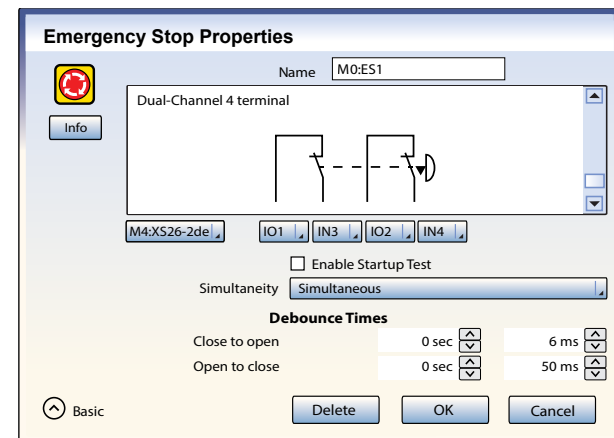 Emergency Stop Properties
Name M0:ES1
Info
Dual-Channel 4 terminal
M4:XS26-2de IO1 IN3 IO2 IN4
Enable Startup Test
Simultaneity Simultaneous
Debounce Times
Close to open 0 sec 6 ms
Open to close 0 sec 50 ms
Basic Delete OK Cancel